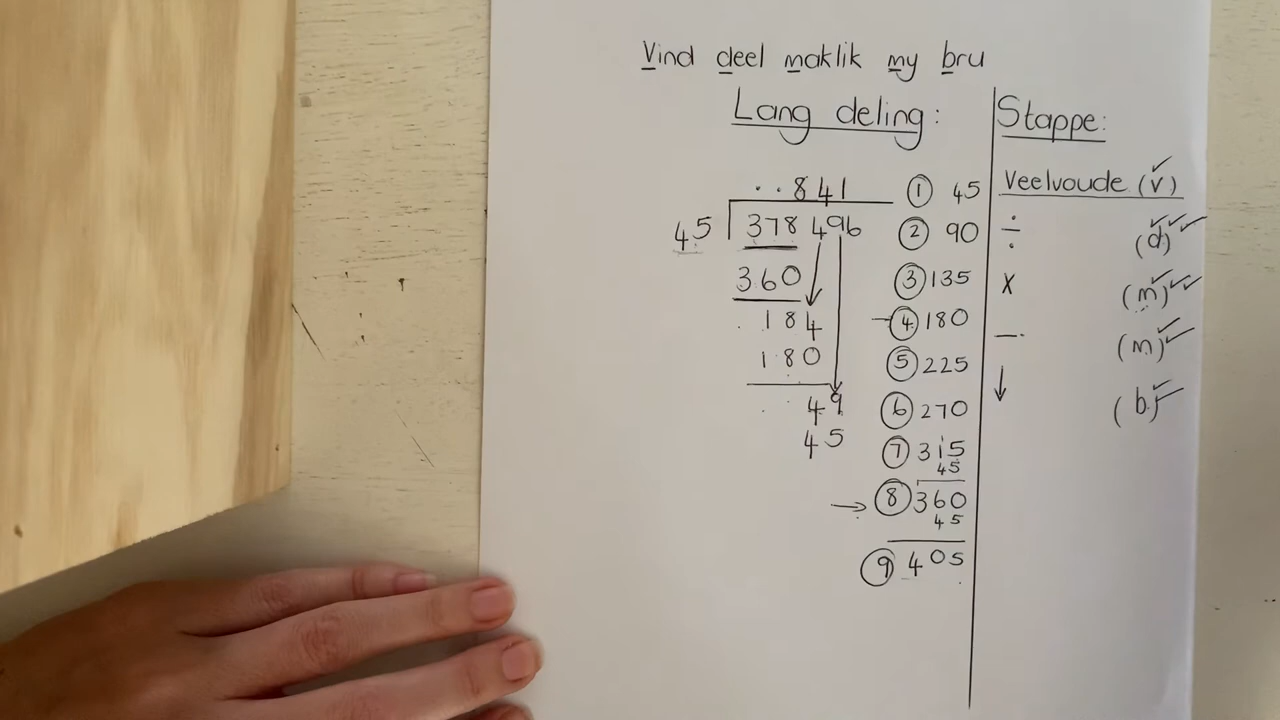 Vind deel maklik my bru
Lang deling:
Stappe:
..841
45
378496
360
184
180
49
45
① 45
② 90
③ 135
④ 180
⑤ 225
⑥ 270
⑦ 315
45
⑧ 360
45
⑨ 405
Veelvoude (v) ✓
÷ (d) ✓✓✓
x (m) ✓✓✓
— (m) ✓✓
↓ (b) ✓✓